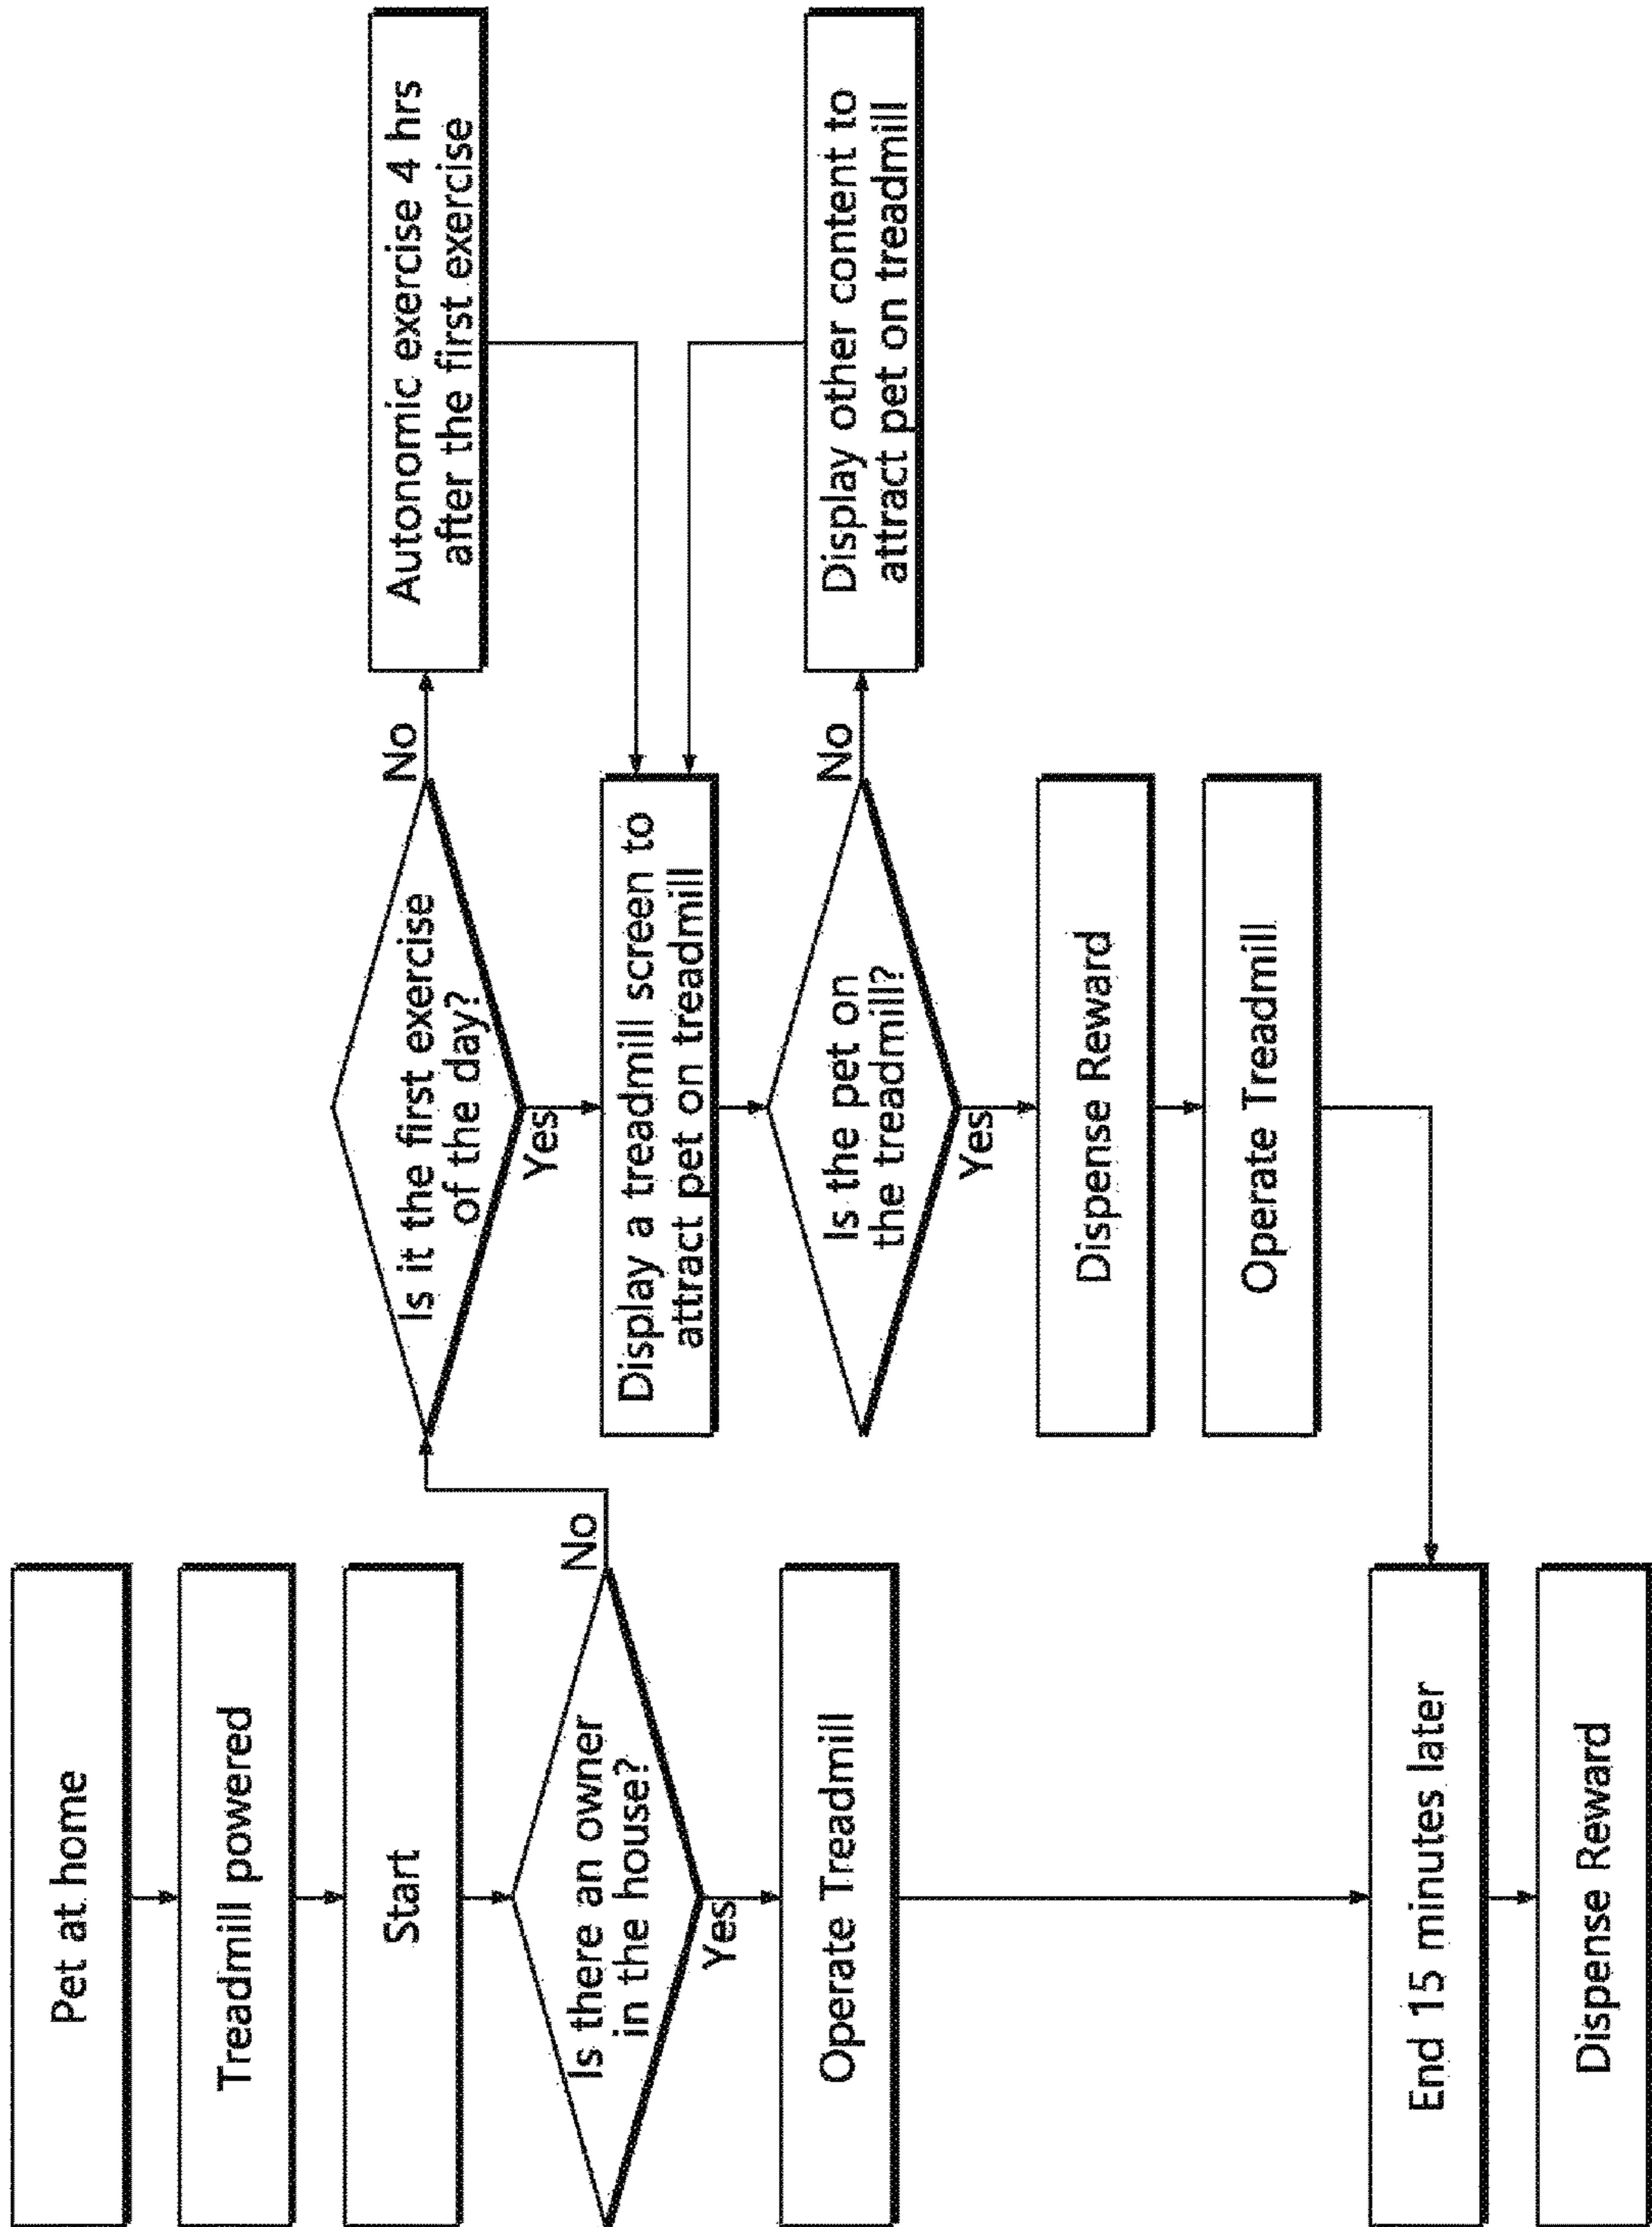 Pet at home
Treadmill powered
Start
Is there an owner
in the house?
No
Yes
Operate Treadmill
End 15 minutes later
Dispense Reward
Is it the first exercise
of the day?
No
Yes
Display a treadmill screen to
attract pet on treadmill
Is the pet on
the treadmill?
No
Yes
Dispense Reward
Operate Treadmill
Autonomic exercise 4 hrs
after the first exercise
Display other content to
attract pet on treadmill